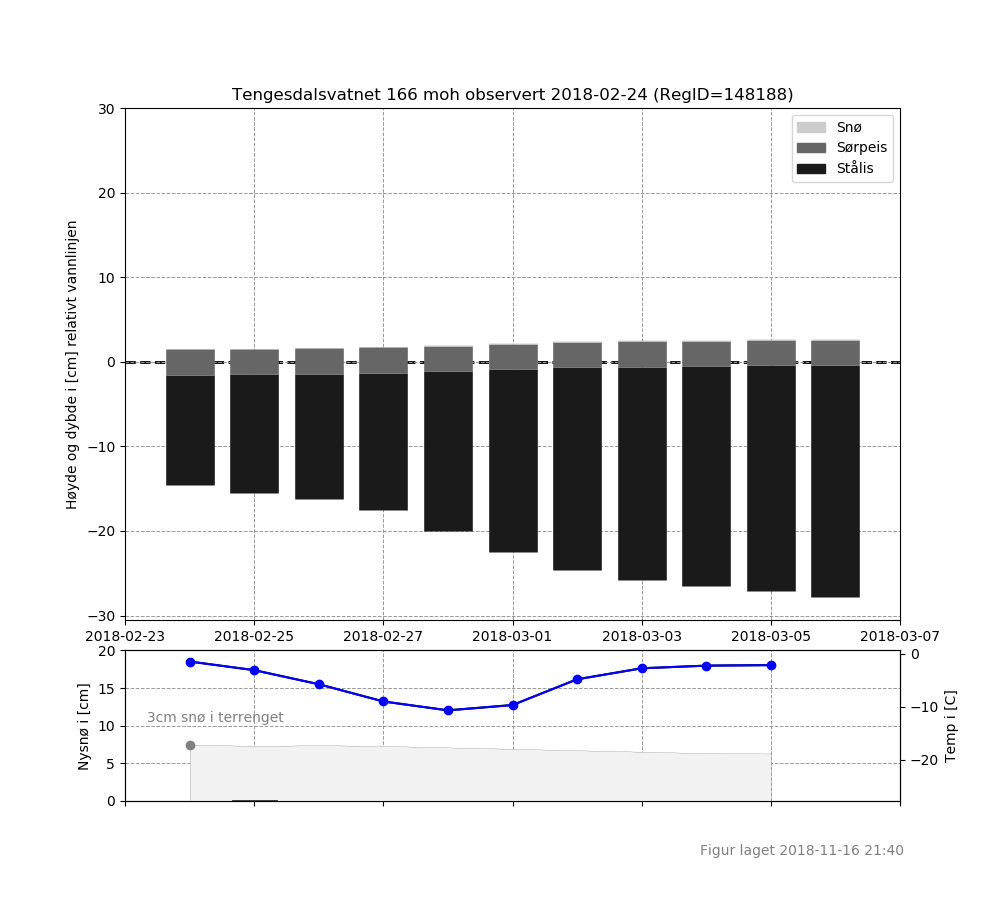 Tengesdalsvatnet 166 moh observert 2018-02-24 (RegID=148188)
Høyde og dybde i [cm] relativt vannlinjen
30
20
10
0
−10
−20
−30
Snø
Sørpeis
Stålis
2018-02-23 2018-02-25 2018-02-27 2018-03-01 2018-03-03 2018-03-05 2018-03-07
Nysnø i [cm]
20
15
10
5
0
3cm snø i terrenget
0
−10
−20
Temp i [C]
Figur laget 2018-11-16 21:40